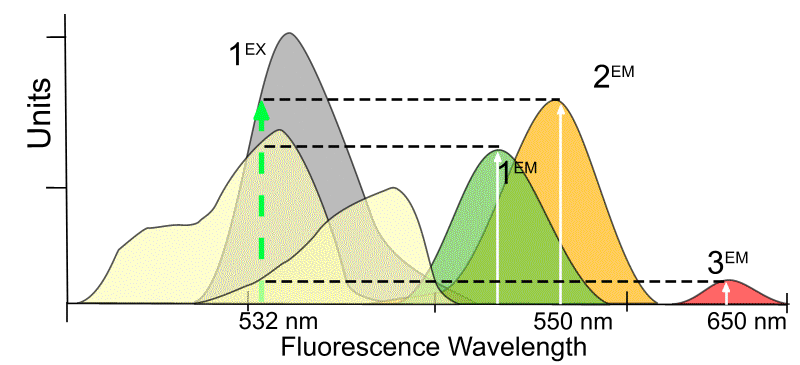 1EX
2EM
Units
1EM
3EM
532 nm
550 nm
650 nm
Fluorescence Wavelength